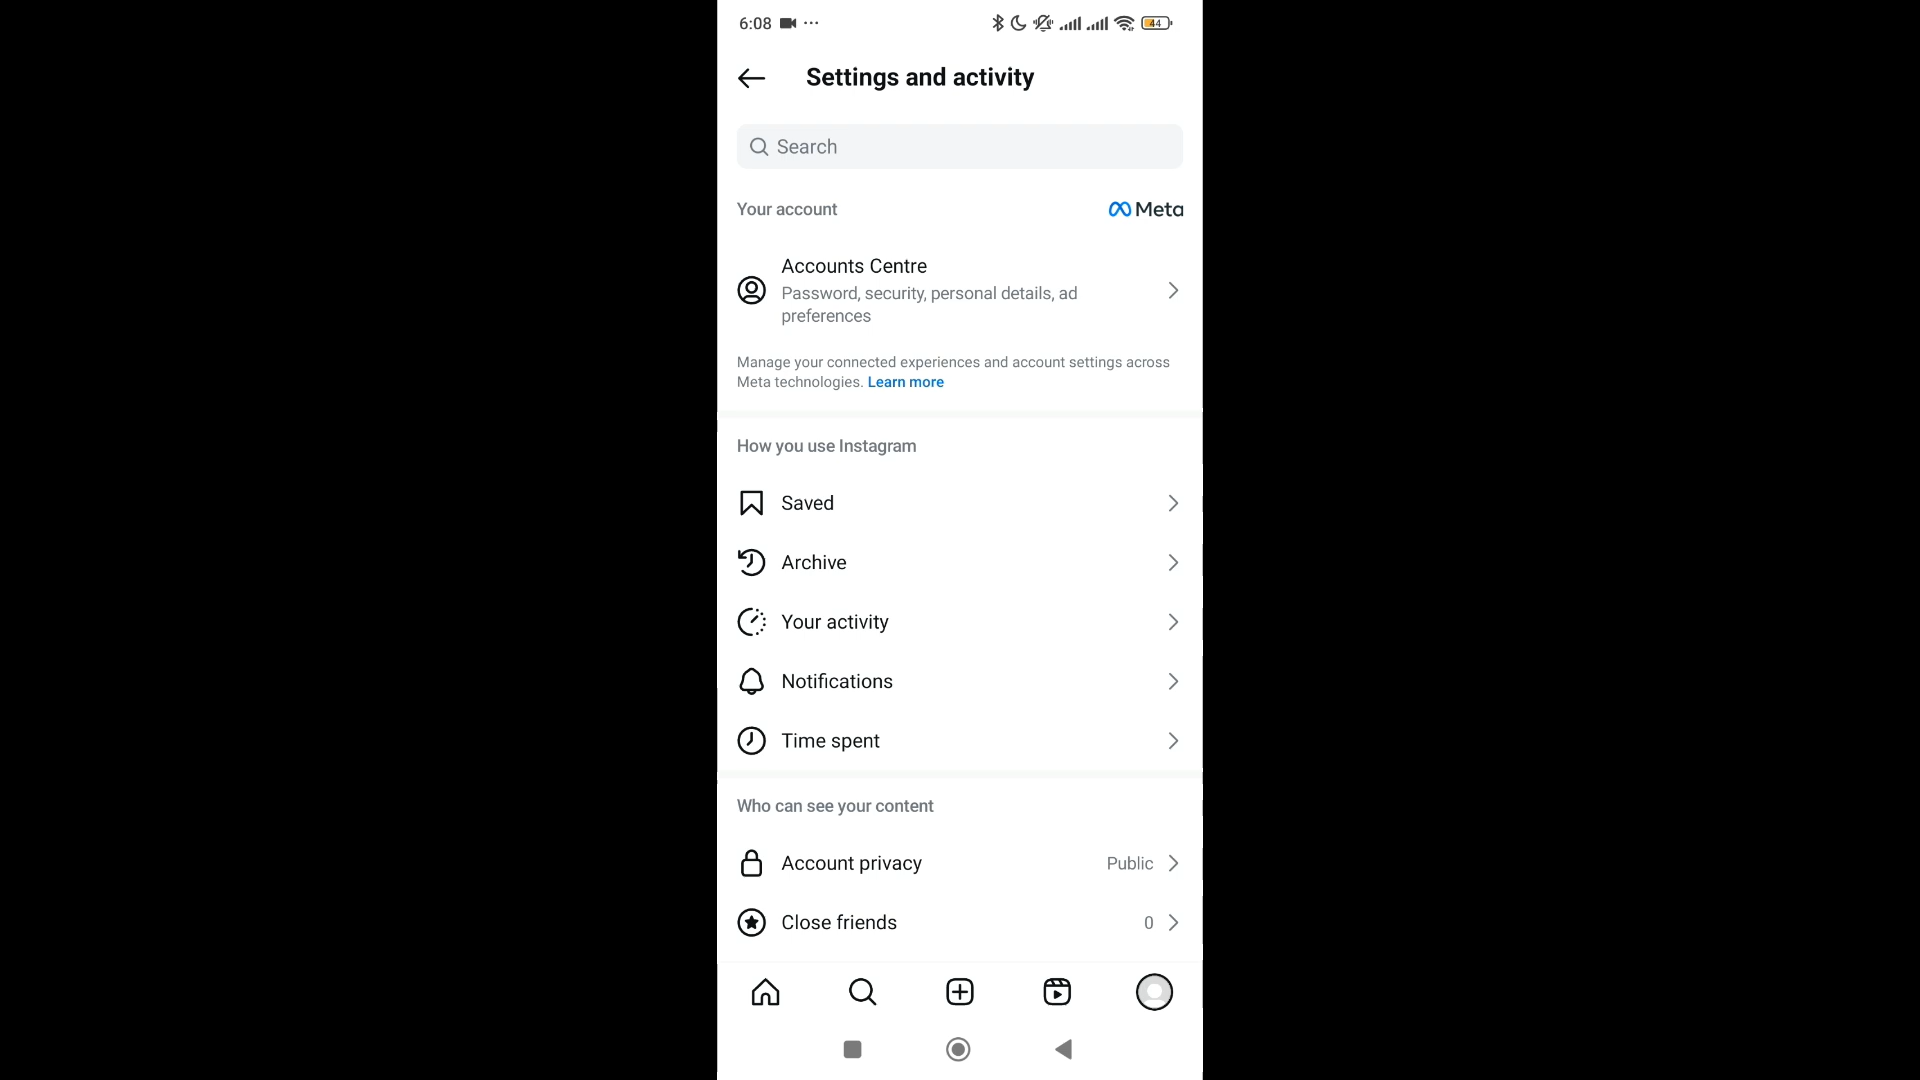 6:08
44
Settings and activity
Search
Your account
Meta
Accounts Centre
Password, security, personal details, ad
preferences
Manage your connected experiences and account settings across
Meta technologies. Learn more
How you use Instagram
Saved
Archive
Your activity
Notifications
Time spent
Who can see your content
Account privacy Public
Close friends 0